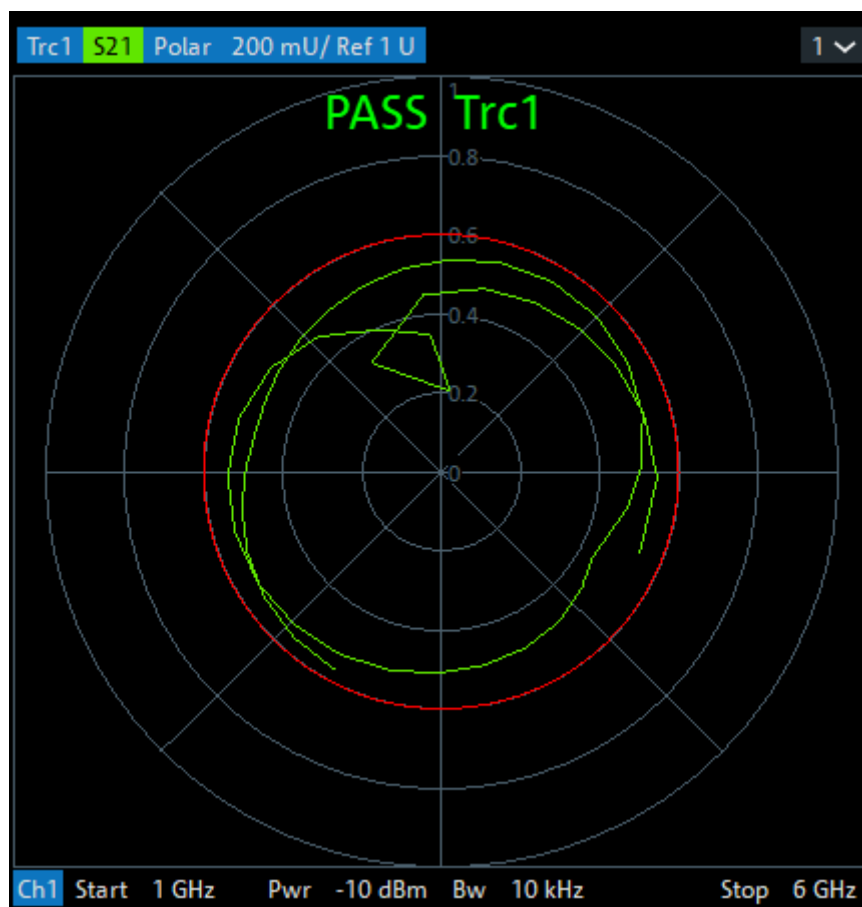 Trc1 S21 Polar 200 mU/ Ref 1 U 1
PASS Trc1
1
0.8
0.6
0.4
0.2
0
Ch1 Start 1 GHz Pwr -10 dBm Bw 10 kHz Stop 6 GHz